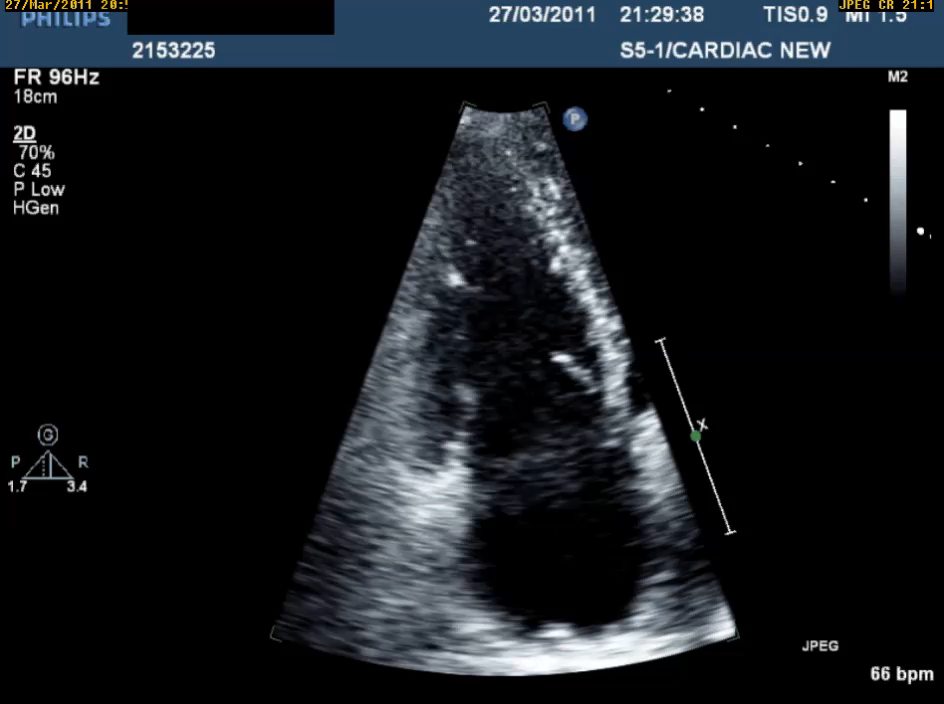 27/Mar/2011 20:5
JPEG CR 21:1
PHILIPS
27/03/2011 21:29:38 TIS0.9 MI 1.5
2153225 S5-1/CARDIAC NEW
FR 96Hz
18cm
M2
2D
70%
C 45
P Low
HGen
P
X
G
P R
1.7 3.4
JPEG
66 bpm